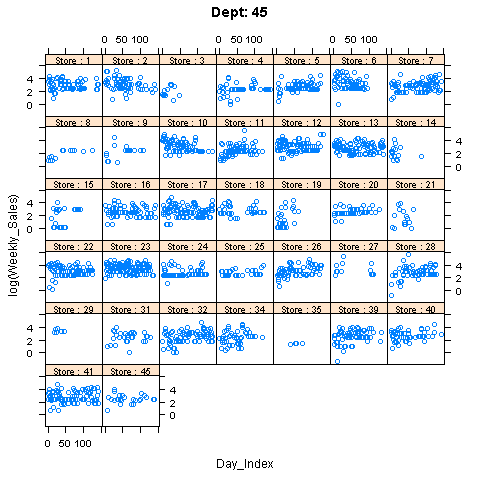 Dept: 45
0 50 100 0 50 100 0 50 100
Store : 1 Store : 2 Store : 3 Store : 4 Store : 5 Store : 6 Store : 7
4
2
0
Store : 8 Store : 9 Store : 10 Store : 11 Store : 12 Store : 13 Store : 14
4
2
0
Store : 15 Store : 16 Store : 17 Store : 18 Store : 19 Store : 20 Store : 21
4
2
0
log(Weekly_Sales)
Store : 22 Store : 23 Store : 24 Store : 25 Store : 26 Store : 27 Store : 28
4
2
0
Store : 29 Store : 31 Store : 32 Store : 34 Store : 35 Store : 39 Store : 40
4
2
0
Store : 41 Store : 45
4
2
0
0 50 100
Day_Index